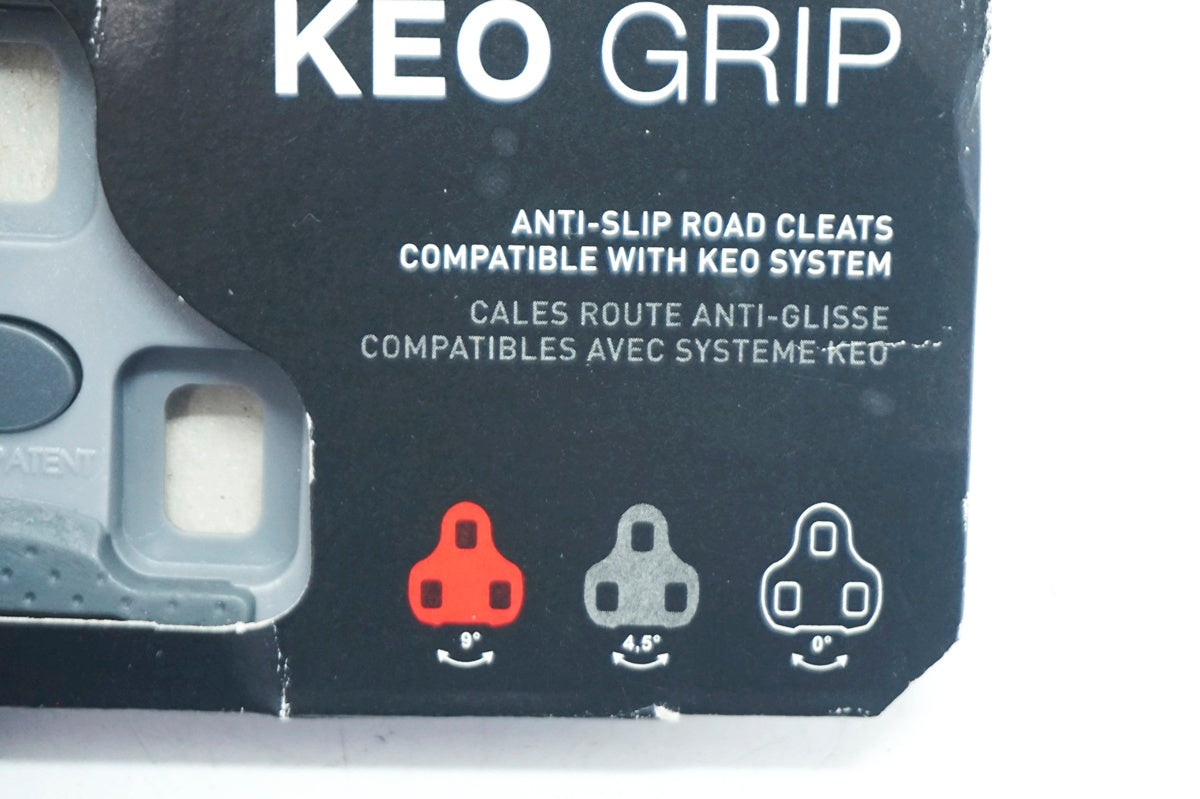 KEO GRIP
ANTI-SLIP ROAD CLEATS
COMPATIBLE WITH KEO SYSTEM
CALES ROUTE ANTI-GLISSE
COMPATIBLES AVEC SYSTEME KEO
PATENT
9° 4,5° 0°